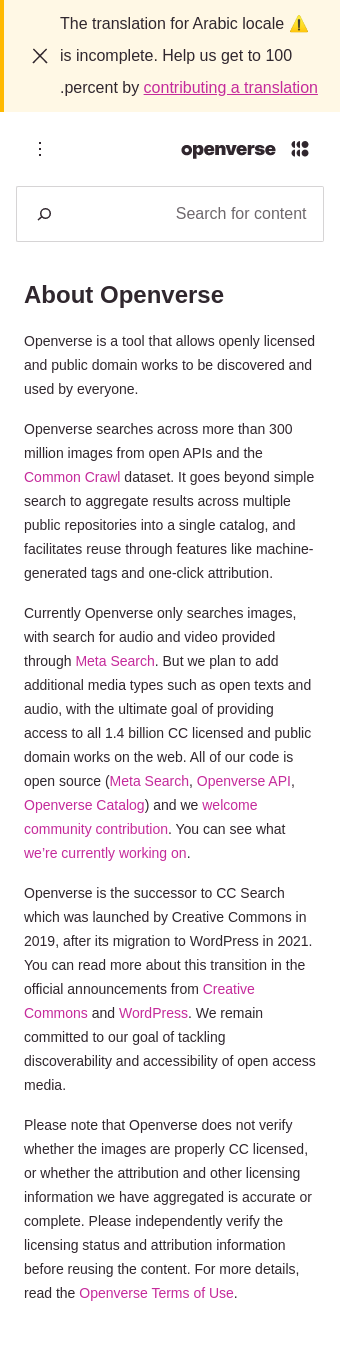 The translation for Arabic locale ⚠️
is incomplete. Help us get to 100
.percent by contributing a translation
openverse
Search for content
About Openverse
Openverse is a tool that allows openly licensed
and public domain works to be discovered and
used by everyone.
Openverse searches across more than 300
million images from open APIs and the
Common Crawl dataset. It goes beyond simple
search to aggregate results across multiple
public repositories into a single catalog, and
facilitates reuse through features like machine-
generated tags and one-click attribution.
Currently Openverse only searches images,
with search for audio and video provided
through Meta Search. But we plan to add
additional media types such as open texts and
audio, with the ultimate goal of providing
access to all 1.4 billion CC licensed and public
domain works on the web. All of our code is
open source (Meta Search, Openverse API,
Openverse Catalog) and we welcome
community contribution. You can see what
we're currently working on.
Openverse is the successor to CC Search
which was launched by Creative Commons in
2019, after its migration to WordPress in 2021.
You can read more about this transition in the
official announcements from Creative
Commons and WordPress. We remain
committed to our goal of tackling
discoverability and accessibility of open access
media.
Please note that Openverse does not verify
whether the images are properly CC licensed,
or whether the attribution and other licensing
information we have aggregated is accurate or
complete. Please independently verify the
licensing status and attribution information
before reusing the content. For more details,
read the Openverse Terms of Use.